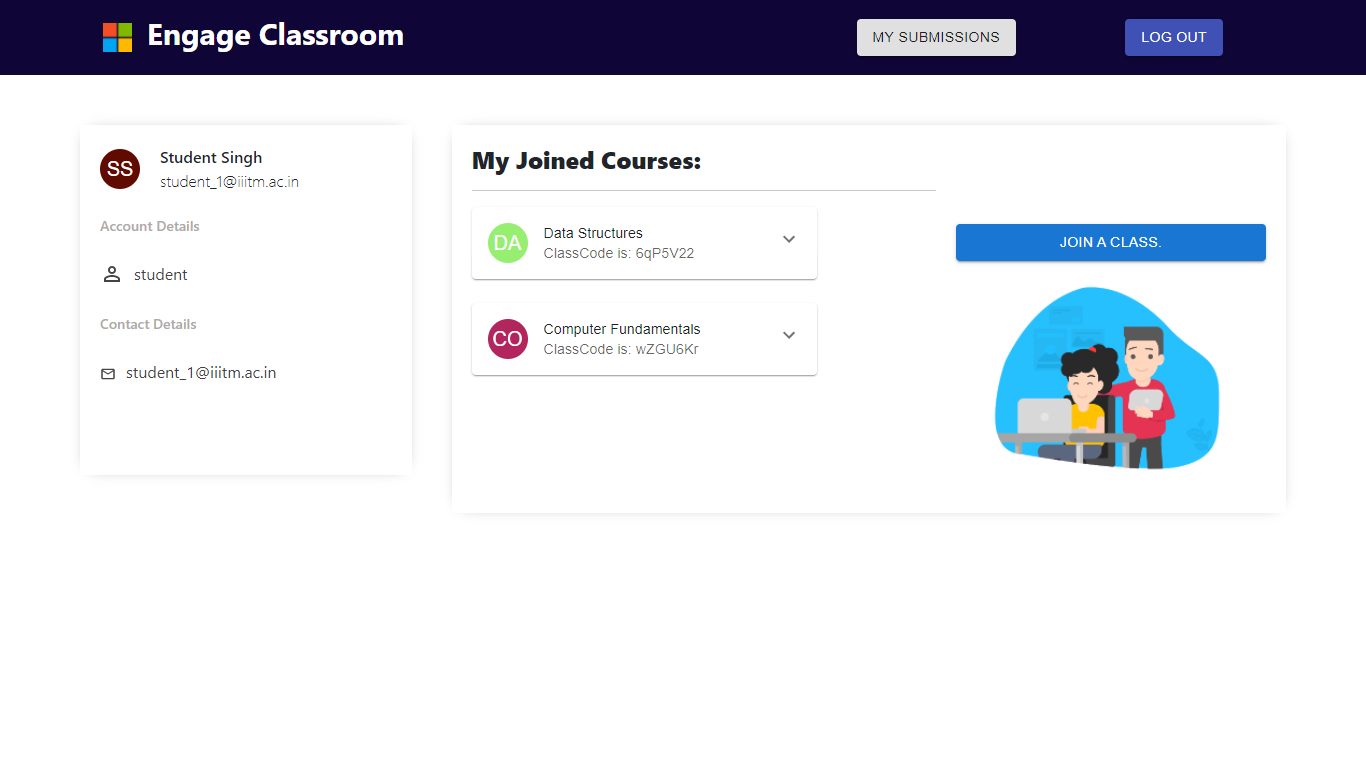 Engage Classroom
MY SUBMISSIONS
LOG OUT
SS
Student Singh
student_1@iiitm.ac.in
Account Details
student
Contact Details
student_1@iiitm.ac.in
My Joined Courses:
DA
Data Structures
ClassCode is: 6qP5V22
CO
Computer Fundamentals
ClassCode is: wZGU6Kr
JOIN A CLASS.